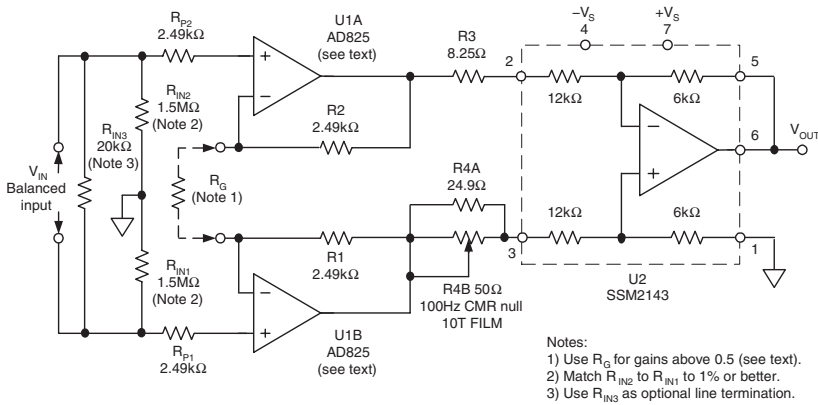 R_P2
2.49kΩ
U1A
AD825
(see text)
R3
8.25Ω
−V_S
4
+V_S
7
2
5
12kΩ
6kΩ
+
−
R_IN2
1.5MΩ
(Note 2)
R2
2.49kΩ
R_IN3
20kΩ
(Note 3)
V_IN
Balanced
input
R_G
(Note 1)
−
+
6
V_OUT
R4A
24.9Ω
12kΩ
6kΩ
3
1
R1
2.49kΩ
R_IN1
1.5MΩ
(Note 2)
R4B 50Ω
100Hz CMR null
10T FILM
U2
SSM2143
−
+
R_P1
2.49kΩ
U1B
AD825
(see text)
Notes:
1) Use R_G for gains above 0.5 (see text).
2) Match R_IN2 to R_IN1 to 1% or better.
3) Use R_IN3 as optional line termination.